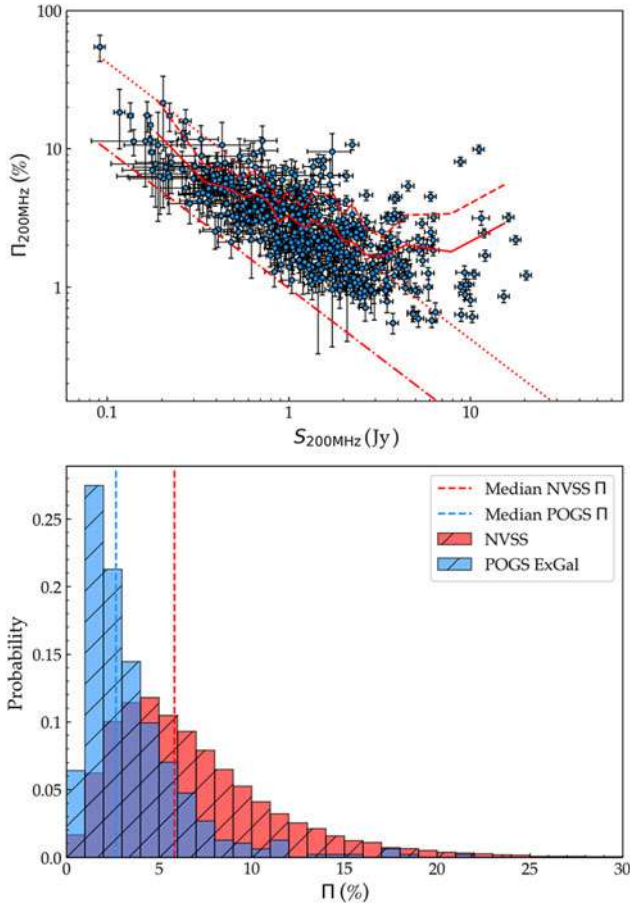 100
10
1
Π200MHz (%)
0.1
1
10
S200MHz (Jy)
0.25
0.20
0.15
0.10
0.05
0.0
Probability
Median NVSS Π
Median POGS Π
NVSS
POGS ExGal
0
5
10
15
20
25
30
Π (%)